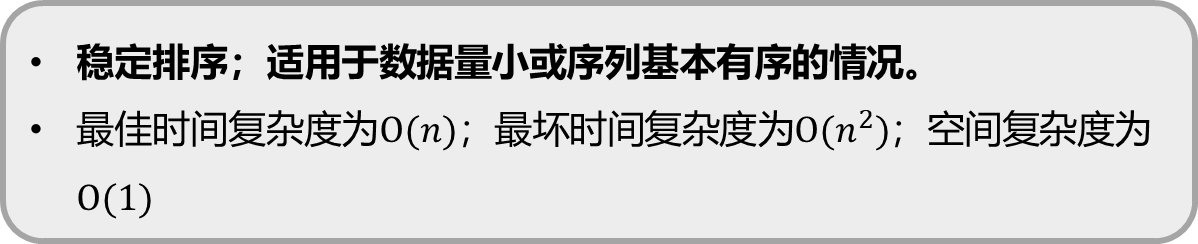 • 稳定排序；适用于数据量小或序列基本有序的情况。
• 最佳时间复杂度为O(n)；最坏时间复杂度为O(n²)；空间复杂度为
O(1)